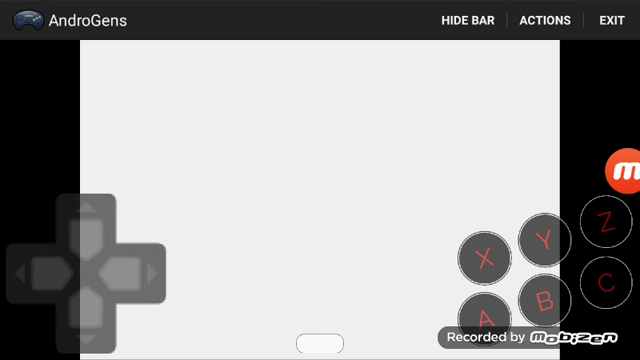 AndroGens
HIDE BAR
ACTIONS
EXIT
m
Z
Y
X
C
B
A
Recorded by mobizen